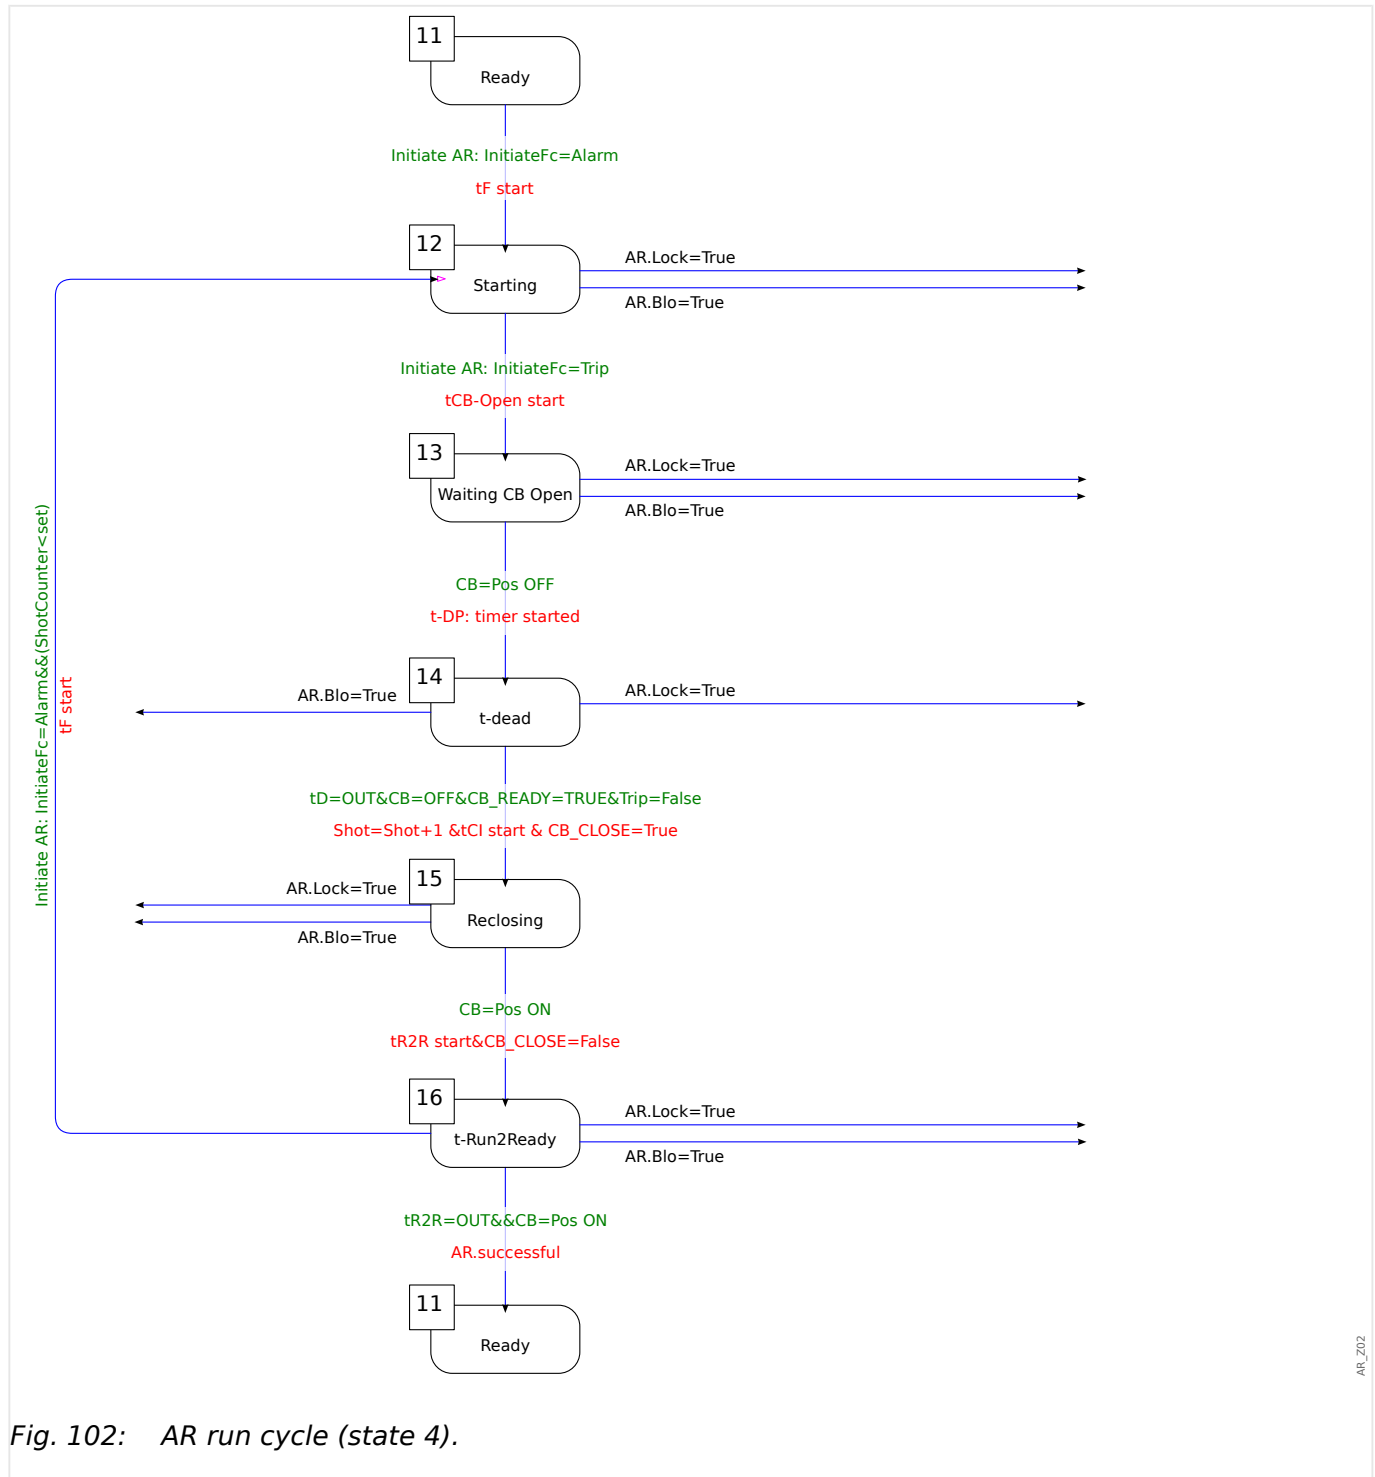 11
Ready
Initiate AR: InitiateFc=Alarm
tF start
12
Starting
AR.Lock=True
AR.Blo=True
Initiate AR: InitiateFc=Trip
tCB-Open start
13
Waiting CB Open
AR.Lock=True
AR.Blo=True
CB=Pos OFF
t-DP: timer started
Initiate AR: InitiateFc=Alarm&&(ShotCounter<set)
tF start
14
t-dead
AR.Blo=True
AR.Lock=True
tD=OUT&CB=OFF&CB_READY=TRUE&Trip=False
Shot=Shot+1 &tCI start & CB_CLOSE=True
15
Reclosing
AR.Lock=True
AR.Blo=True
CB=Pos ON
tR2R start&CB_CLOSE=False
16
t-Run2Ready
AR.Lock=True
AR.Blo=True
tR2R=OUT&&CB=Pos ON
AR.successful
11
Ready
AR_Z02
Fig. 102: AR run cycle (state 4).